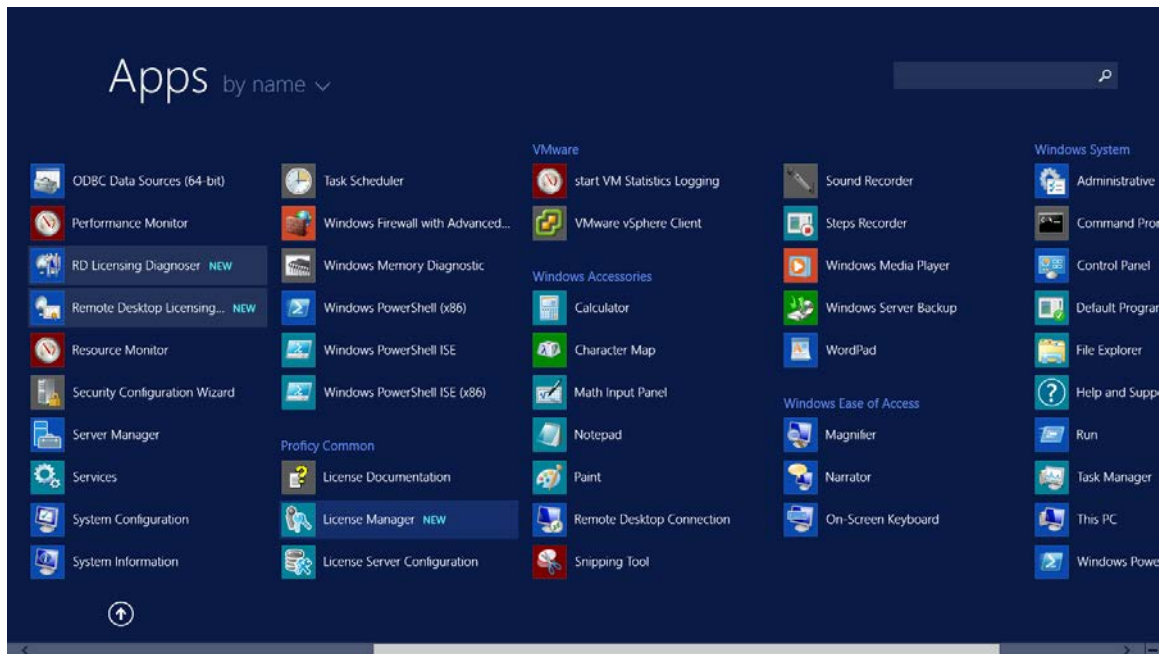 Apps by name
ODBC Data Sources (64-bit)
Performance Monitor
RD Licensing Diagnoser NEW
Remote Desktop Licensing... NEW
Resource Monitor
Security Configuration Wizard
Server Manager
Services
System Configuration
System Information
Task Scheduler
Windows Firewall with Advanced...
Windows Memory Diagnostic
Windows PowerShell (x86)
Windows PowerShell ISE
Windows PowerShell ISE (x86)
Proficy Common
License Documentation
License Manager NEW
License Server Configuration
VMware
start VM Statistics Logging
VMware vSphere Client
Windows Accessories
Calculator
Character Map
Math Input Panel
Notepad
Paint
Remote Desktop Connection
Snipping Tool
Sound Recorder
Steps Recorder
Windows Media Player
Windows Server Backup
WordPad
Windows Ease of Access
Magnifier
Narrator
On-Screen Keyboard
Windows System
Administrative
Command Pro
Control Panel
Default Progra
File Explorer
Help and Supp
Run
Task Manager
This PC
Windows Powe